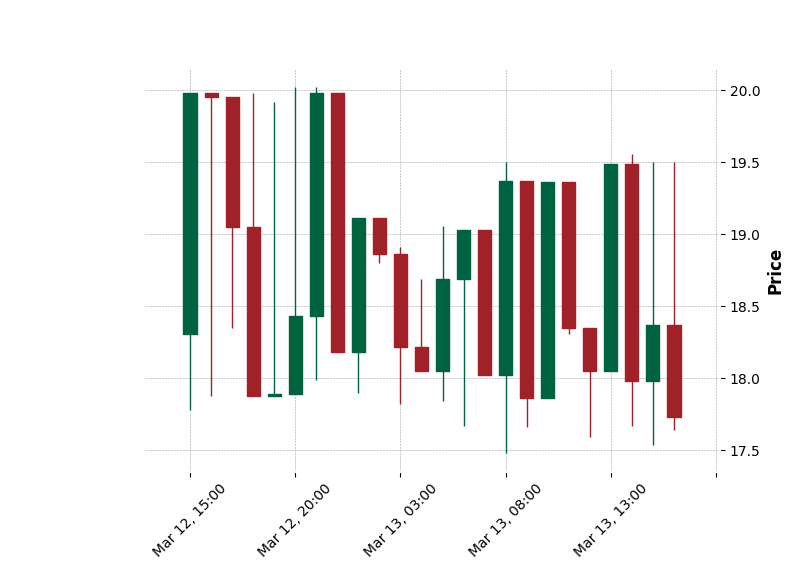 20.0
19.5
19.0
18.5
18.0
17.5
Price
Mar 12, 15:00
Mar 12, 20:00
Mar 13, 03:00
Mar 13, 08:00
Mar 13, 13:00